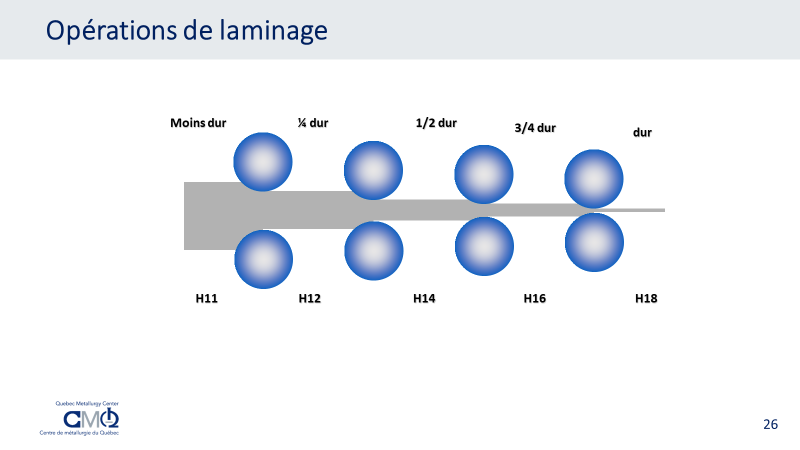 Opérations de laminage
Moins dur
¼ dur
1/2 dur
3/4 dur
dur
H11
H12
H14
H16
H18
Quebec Metallurgy Center
CMQ
Centre de métallurgie du Québec
26